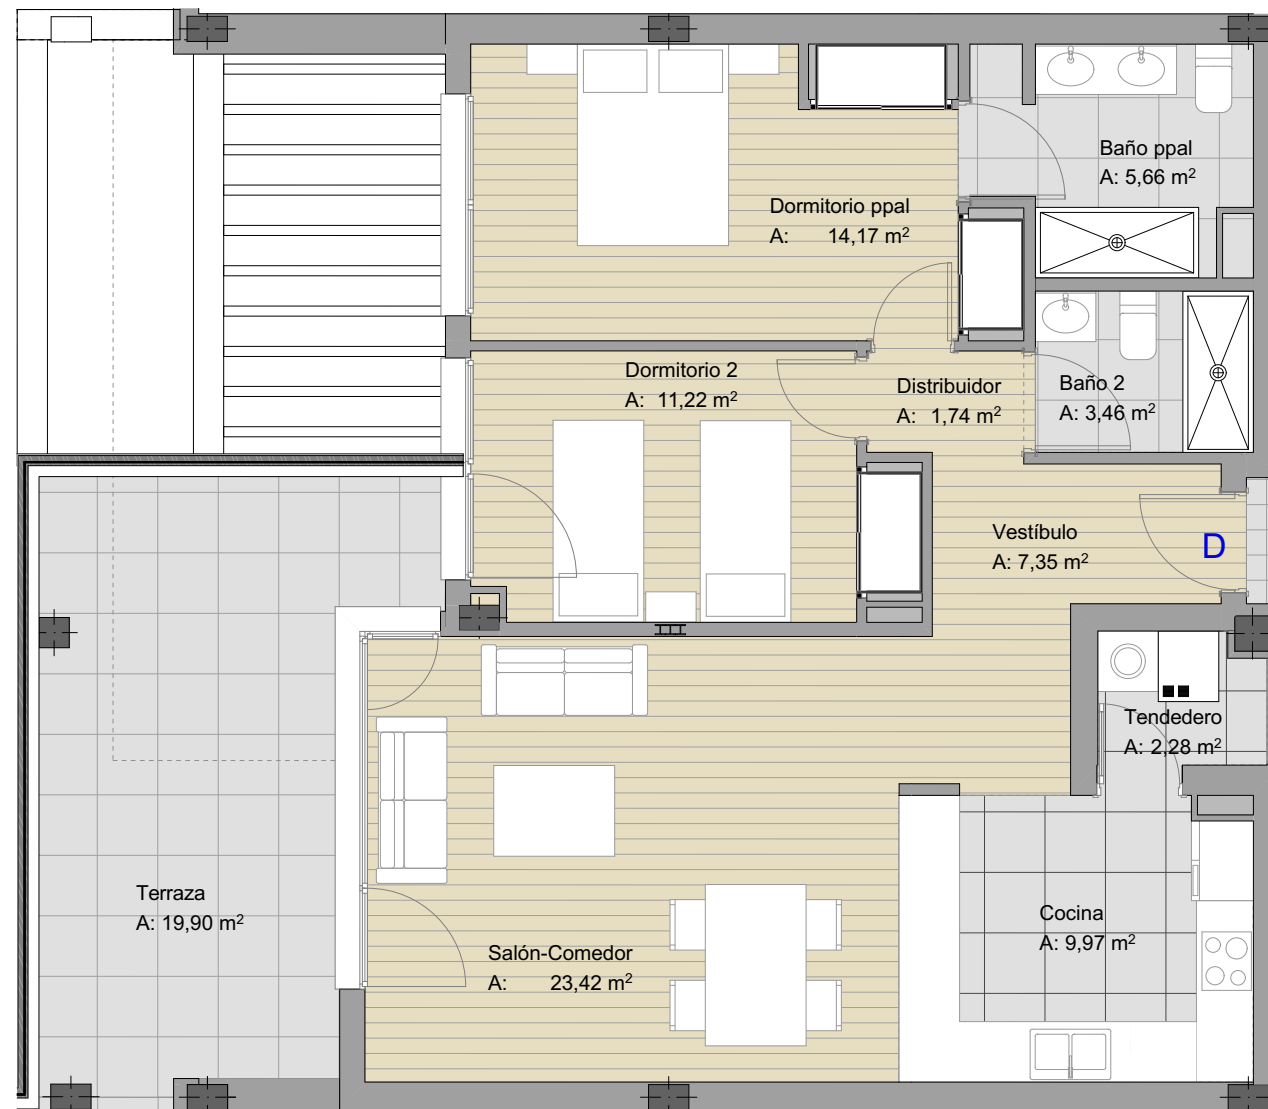 Baño ppal
A: 5,66 m²
Dormitorio ppal
A: 14,17 m²
Dormitorio 2
A: 11,22 m²
Distribuidor
A: 1,74 m²
Baño 2
A: 3,46 m²
Vestíbulo
A: 7,35 m²
D
Tendedero
A: 2,28 m²
Terraza
A: 19,90 m²
Salón-Comedor
A: 23,42 m²
Cocina
A: 9,97 m²